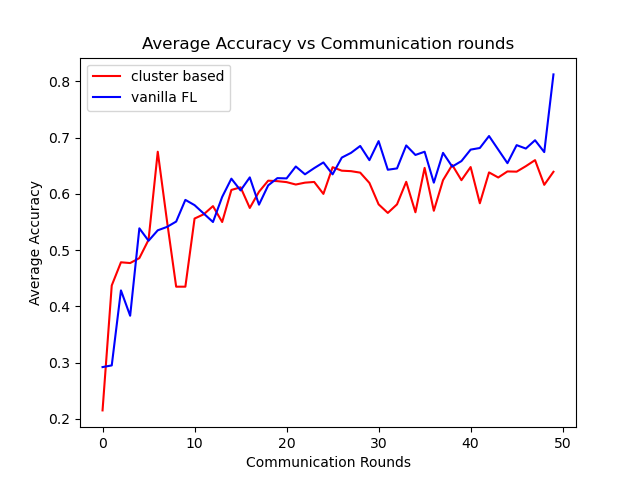 Average Accuracy vs Communication rounds
cluster based
vanilla FL
Average Accuracy
0.8
0.7
0.6
0.5
0.4
0.3
0.2
0
10
20
30
40
50
Communication Rounds